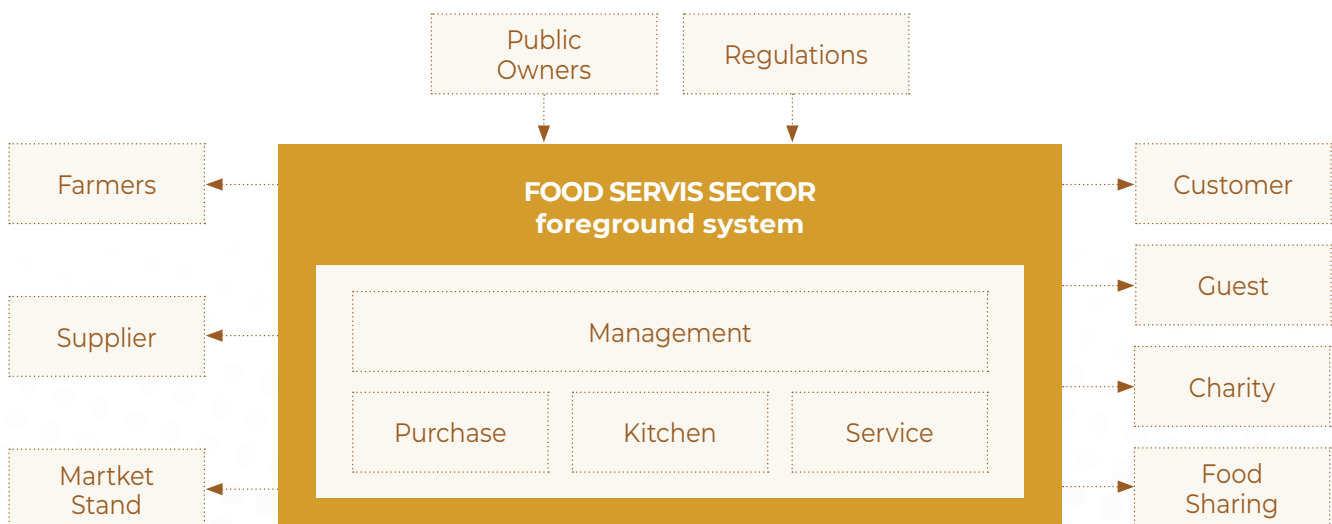 Public
Owners
Regulations
Farmers
FOOD SERVIS SECTOR
foreground system
Customer
Guest
Supplier
Management
Charity
Purchase
Kitchen
Service
Martket
Stand
Food
Sharing